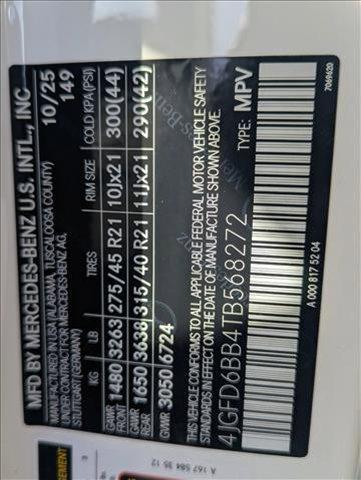 MFD BY MERCEDES-BENZ U.S. INTL., INC. 10/25
MANUFACTURED IN USA (ALABAMA, TUSCALOOSA COUNTY) 149
UNDER CONTRACT FOR MERCEDES-BENZ AG,
STUTTGART (GERMANY)
KG LB TIRES RIM SIZE COLD KPA (PSI)
GAWR FRONT 1480 3263 275/45 R21 10Jx21 300(44)
GAWR REAR 1650 3638 315/40 R21 11Jx21 290(42)
GVWR 3050 6724
THIS VEHICLE CONFORMS TO ALL APPLICABLE FEDERAL MOTOR VEHICLE SAFETY
STANDARDS IN EFFECT ON THE DATE OF MANUFACTURE SHOWN ABOVE.
4JGFD6BB4TB568272 TYPE: MPV
A 000 817 52 04 7069620
A 167 584 35 12